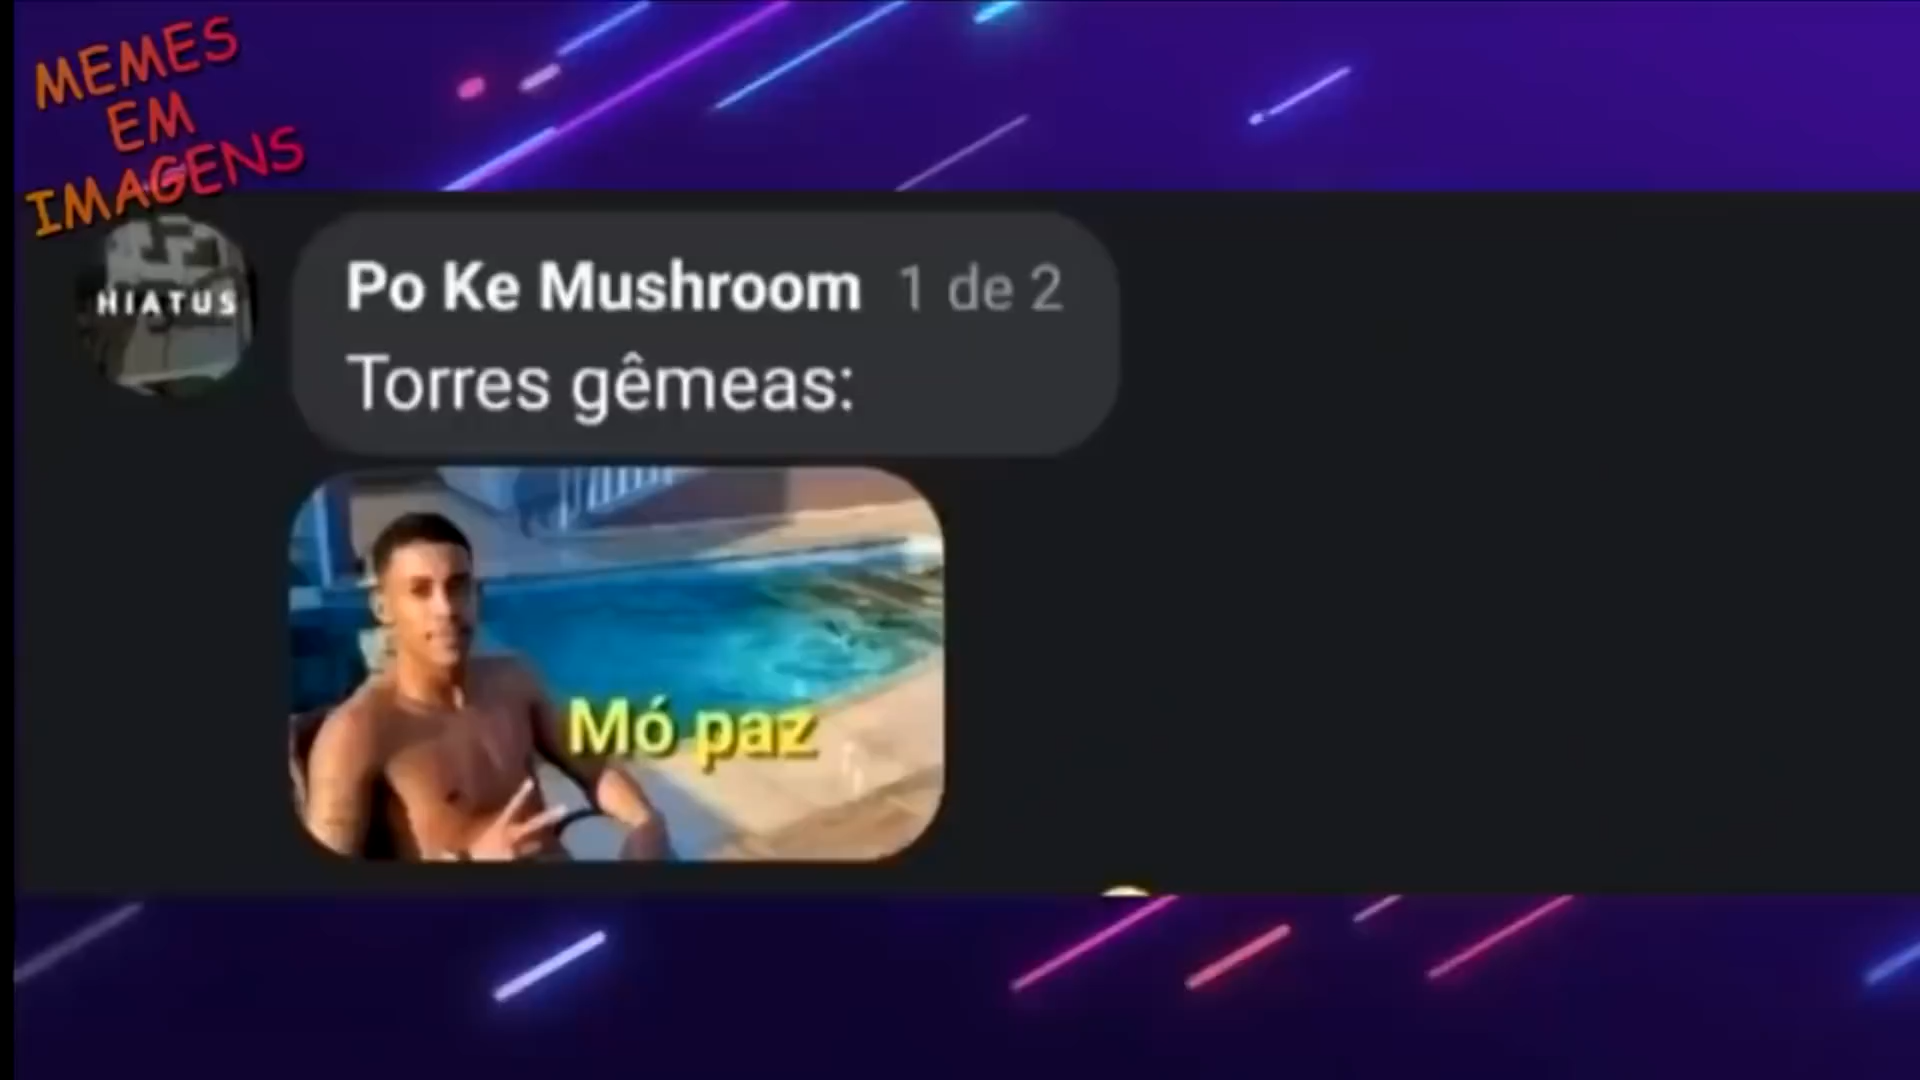 MEMES
EM
IMAGENS
HIATUS
Po Ke Mushroom 1 de 2
Torres gêmeas:
Mó paz